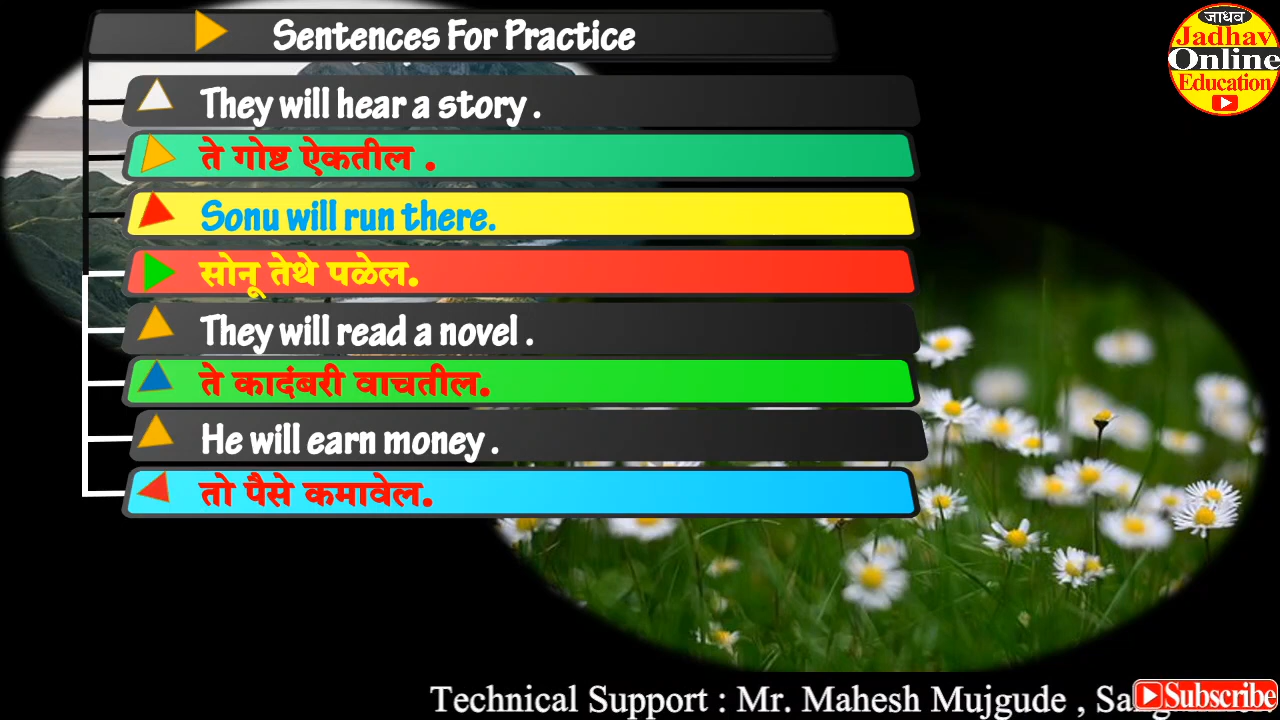 Sentences For Practice
They will hear a story .
ते गोष्ट ऐकतील .
Sonu will run there.
सोनू तेथे पळेल.
They will read a novel .
ते कादंबरी वाचतील.
He will earn money .
तो पैसे कमावेल.
जाधव
Jadhav
Online
Education
Technical Support : Mr. Mahesh Mujgude ,
Subscribe